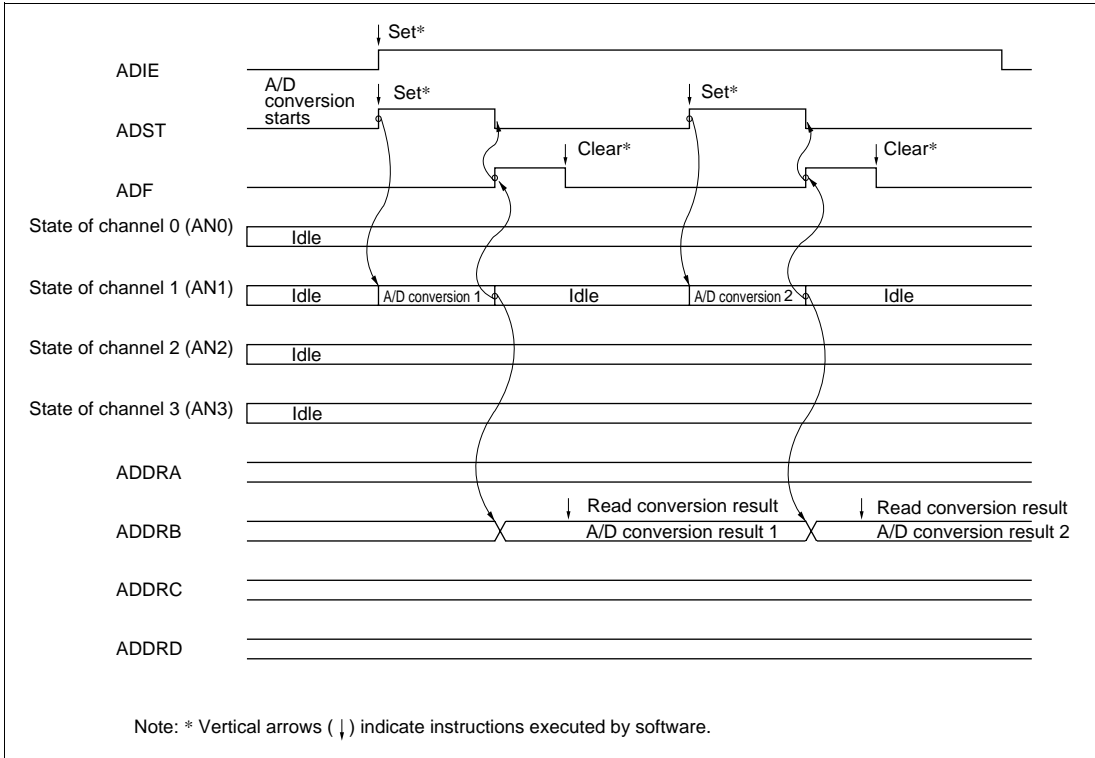 Set*
ADIE
A/D
conversion
starts
Set* Set*
ADST
Clear* Clear*
ADF
State of channel 0 (AN0)
Idle
State of channel 1 (AN1)
Idle A/D conversion 1 Idle A/D conversion 2 Idle
State of channel 2 (AN2)
Idle
State of channel 3 (AN3)
Idle
ADDRA
Read conversion result Read conversion result
ADDRB A/D conversion result 1 A/D conversion result 2
ADDRC
ADDRD
Note: * Vertical arrows (↓) indicate instructions executed by software.